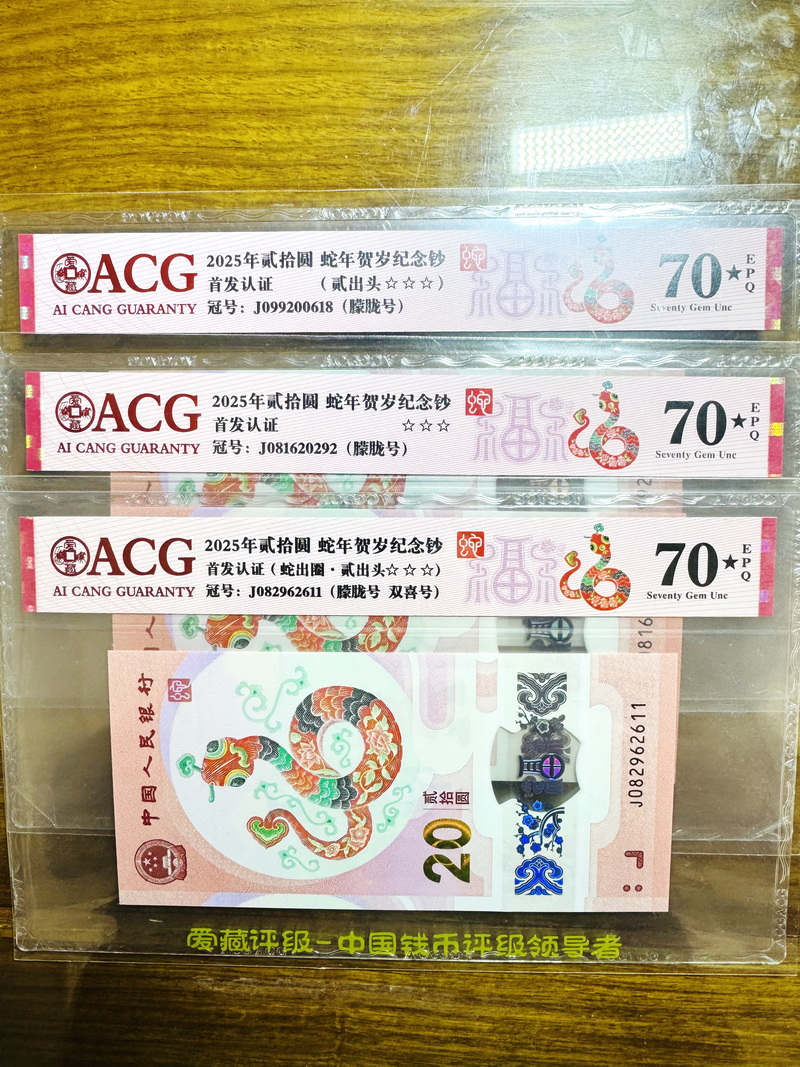 ACG
AI CANG GUARANTY
2025年贰拾圆 蛇年贺岁纪念钞
首发认证 （贰出头☆☆☆）
冠号：J099200618（朦胧号）
蛇
福
70★
EPQ
Seventy Gem Unc
ACG
AI CANG GUARANTY
2025年贰拾圆 蛇年贺岁纪念钞
首发认证 ☆☆☆
冠号：J081620292（朦胧号）
蛇
福
70★
EPQ
Seventy Gem Unc
ACG
AI CANG GUARANTY
2025年贰拾圆 蛇年贺岁纪念钞
首发认证（蛇出圈·贰出头☆☆☆）
冠号：J082962611（朦胧号 双喜号）
蛇
福
70★
EPQ
Seventy Gem Unc
中国人民银行
蛇
贰拾圆
20
J082962611
爱藏评级-中国钱币评级领导者